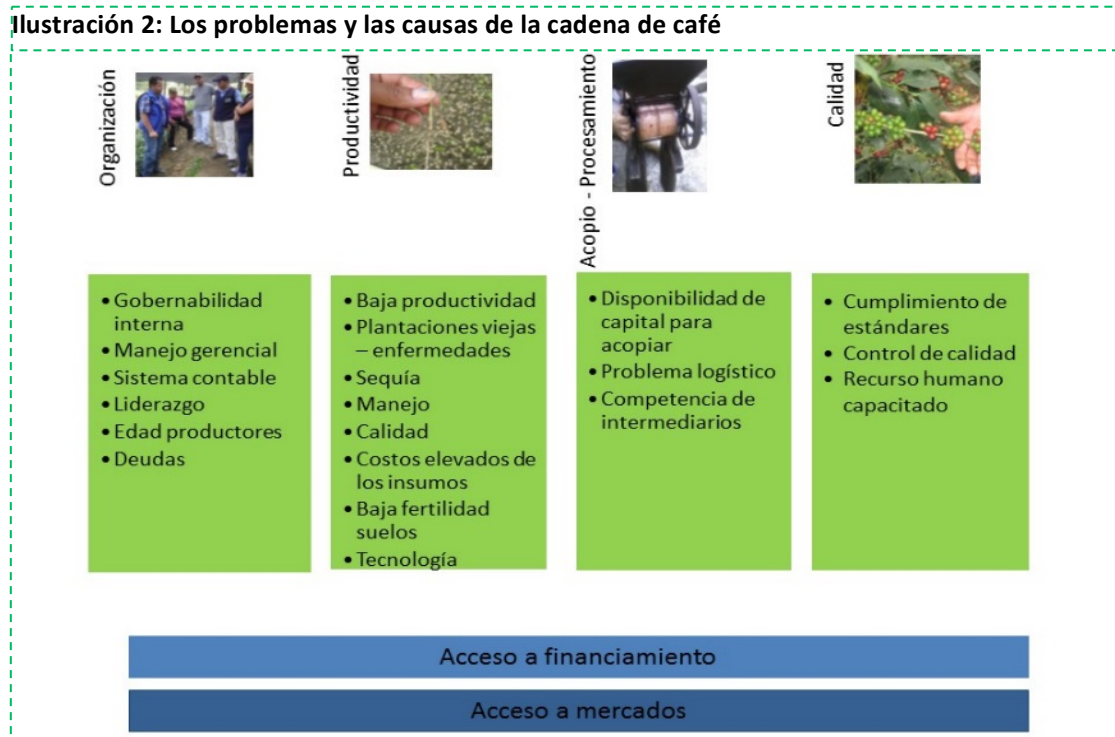 Ilustración 2: Los problemas y las causas de la cadena de café
Organización
Productividad
Acopio - Procesamiento
Calidad
• Gobernabilidad
interna
• Manejo gerencial
• Sistema contable
• Liderazgo
• Edad productores
• Deudas
• Baja productividad
• Plantaciones viejas
– enfermedades
• Sequía
• Manejo
• Calidad
• Costos elevados de
los insumos
• Baja fertilidad
suelos
• Tecnología
• Disponibilidad de
capital para
acopiar
• Problema logístico
• Competencia de
intermediarios
• Cumplimiento de
estándares
• Control de calidad
• Recurso humano
capacitado
Acceso a financiamiento
Acceso a mercados